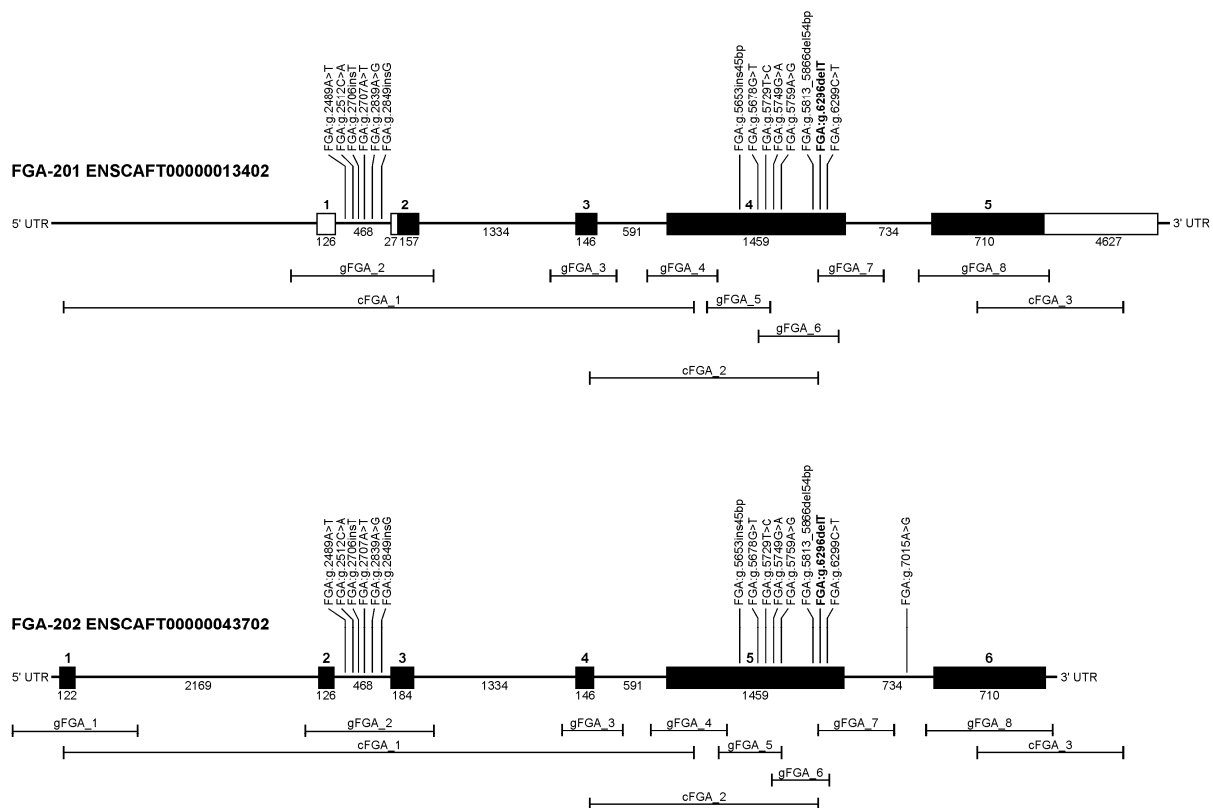 FGA:g.2489A>T
FGA:g.2512C>A
FGA:g.2706insT
FGA:g.2707A>T
FGA:g.2839A>G
FGA:g.2849insG
FGA:g.5653ins45bp
FGA:g.5678G>T
FGA:g.5729T>C
FGA:g.5749G>A
FGA:g.5759A>G
FGA:g.5813_5866del54bp
FGA:g.6296delT
FGA:g.6299C>T
FGA-201 ENSCAFT00000013402
1 2 3 4 5
5' UTR 3' UTR
126 468 27 157 1334 146 591 1459 734 710 4627
gFGA_2 gFGA_3 gFGA_4 gFGA_7 gFGA_8
cFGA_1 gFGA_5 cFGA_3
gFGA_6
cFGA_2
FGA:g.2489A>T
FGA:g.2512C>A
FGA:g.2706insT
FGA:g.2707A>T
FGA:g.2839A>G
FGA:g.2849insG
FGA:g.5653ins45bp
FGA:g.5678G>T
FGA:g.5729T>C
FGA:g.5749G>A
FGA:g.5759A>G
FGA:g.5813_5866del54bp
FGA:g.6296delT
FGA:g.6299C>T
FGA:g.7015A>G
FGA-202 ENSCAFT00000043702
1 2 3 4 5 6
5' UTR 3' UTR
122 2169 126 468 184 1334 146 591 1459 734 710
gFGA_1 gFGA_2 gFGA_3 gFGA_4 gFGA_7 gFGA_8
cFGA_1 gFGA_5 cFGA_3
gFGA_6
cFGA_2